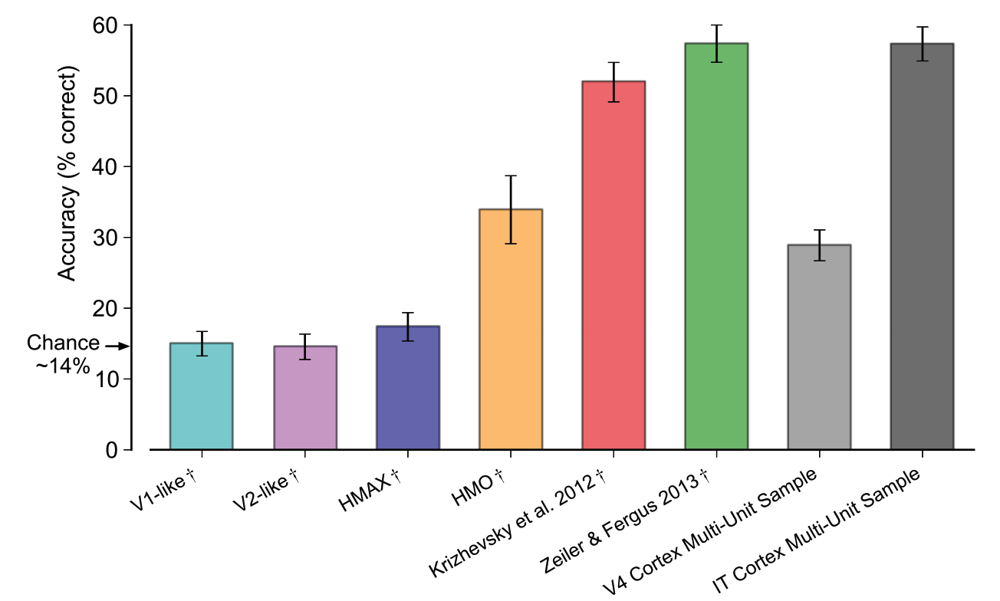 60
50
40
30
20
10
0
Accuracy (% correct)
Chance
~14%
V1-like †
V2-like †
HMAX †
HMO †
Krizhevsky et al. 2012 †
Zeiler & Fergus 2013 †
V4 Cortex Multi-Unit Sample
IT Cortex Multi-Unit Sample